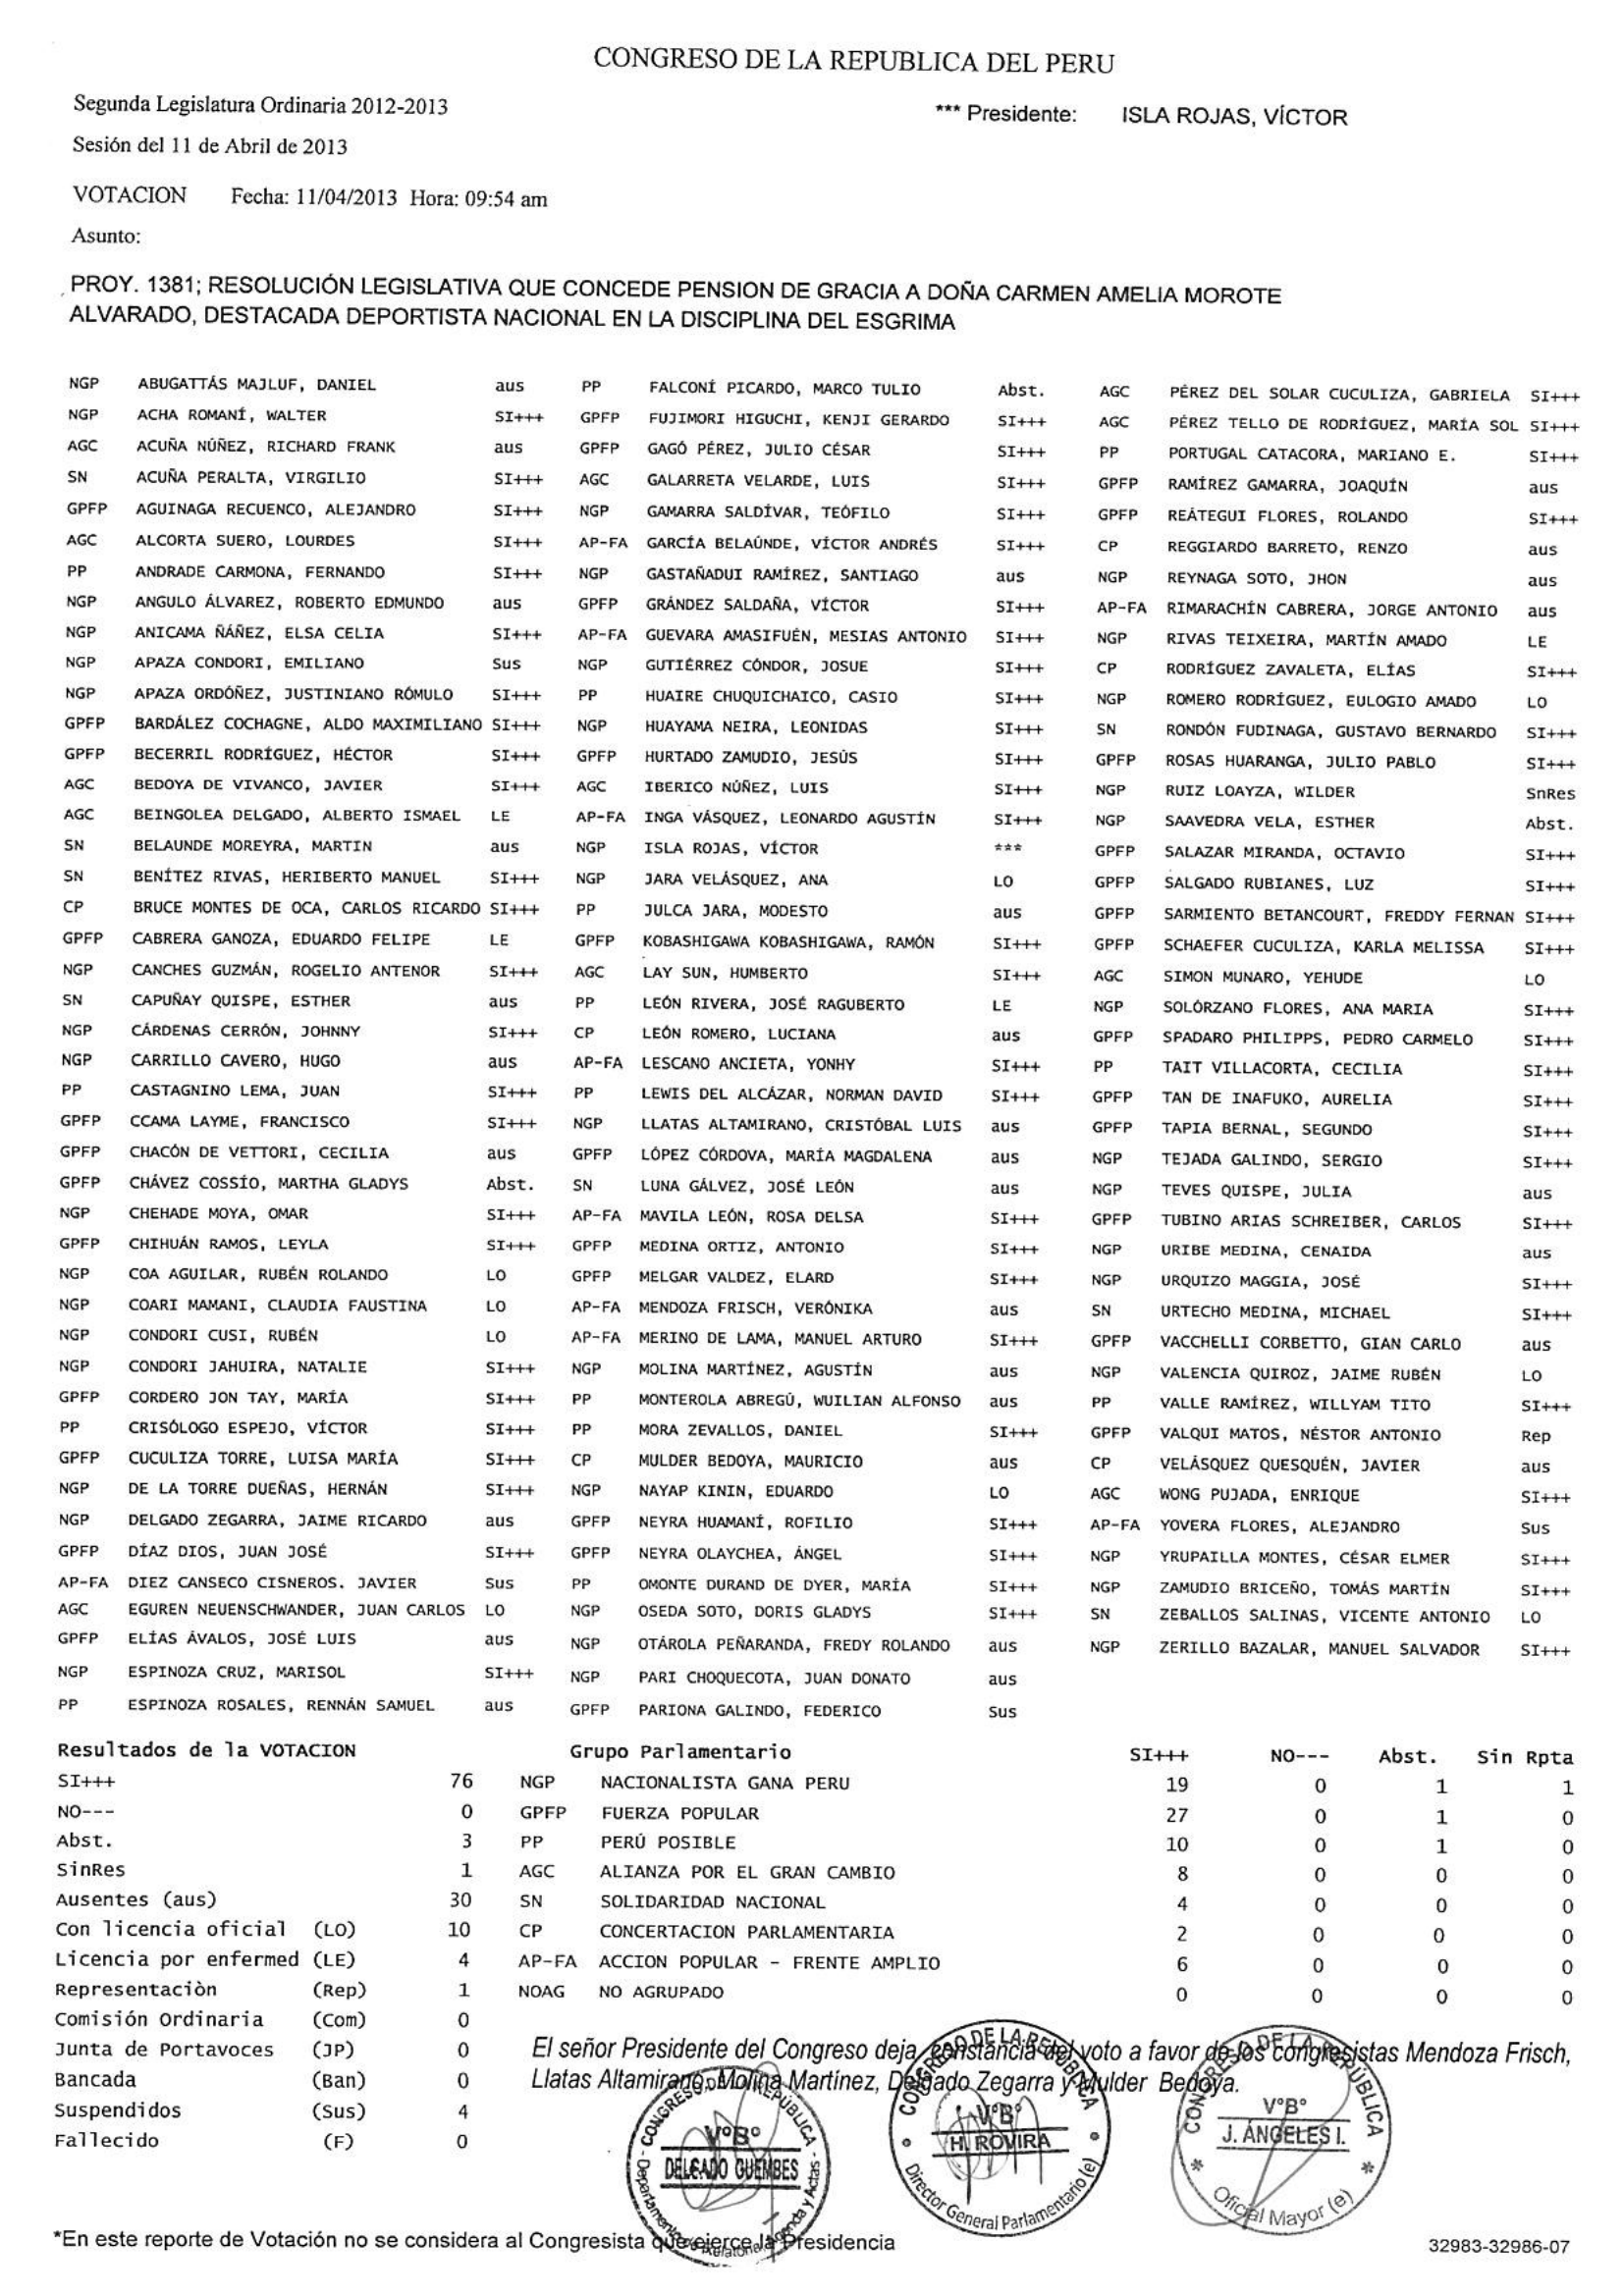 CONGRESO DE LA REPUBLICA DEL PERU
Segunda Legislatura Ordinaria 2012-2013 *** Presidente: ISLA ROJAS, VÍCTOR
Sesión del 11 de Abril de 2013
VOTACION Fecha: 11/04/2013 Hora: 09:54 am
Asunto:
PROY. 1381; RESOLUCIÓN LEGISLATIVA QUE CONCEDE PENSION DE GRACIA A DOÑA CARMEN AMELIA MOROTE
ALVARADO, DESTACADA DEPORTISTA NACIONAL EN LA DISCIPLINA DEL ESGRIMA
NGP ABUGATTÁS MAJLUF, DANIEL aus
NGP ACHA ROMANÍ, WALTER SI+++
AGC ACUÑA NÚÑEZ, RICHARD FRANK aus
SN ACUÑA PERALTA, VIRGILIO SI+++
GPFP AGUINAGA RECUENCO, ALEJANDRO SI+++
AGC ALCORTA SUERO, LOURDES SI+++
PP ANDRADE CARMONA, FERNANDO SI+++
NGP ANGULO ÁLVAREZ, ROBERTO EDMUNDO aus
NGP ANICAMA ÑÁÑEZ, ELSA CELIA SI+++
NGP APAZA CONDORI, EMILIANO Sus
NGP APAZA ORDÓÑEZ, JUSTINIANO RÓMULO SI+++
GPFP BARDÁLEZ COCHAGNE, ALDO MAXIMILIANO SI+++
GPFP BECERRIL RODRÍGUEZ, HÉCTOR SI+++
AGC BEDOYA DE VIVANCO, JAVIER SI+++
AGC BEINGOLEA DELGADO, ALBERTO ISMAEL LE
SN BELAUNDE MOREYRA, MARTIN aus
SN BENÍTEZ RIVAS, HERIBERTO MANUEL SI+++
CP BRUCE MONTES DE OCA, CARLOS RICARDO SI+++
GPFP CABRERA GANOZA, EDUARDO FELIPE LE
NGP CANCHES GUZMÁN, ROGELIO ANTENOR SI+++
SN CAPUÑAY QUISPE, ESTHER aus
NGP CÁRDENAS CERRÓN, JOHNNY SI+++
NGP CARRILLO CAVERO, HUGO aus
PP CASTAGNINO LEMA, JUAN SI+++
GPFP CCAMA LAYME, FRANCISCO SI+++
GPFP CHACÓN DE VETTORI, CECILIA aus
GPFP CHÁVEZ COSSÍO, MARTHA GLADYS Abst.
NGP CHEHADE MOYA, OMAR SI+++
GPFP CHIHUÁN RAMOS, LEYLA SI+++
NGP COA AGUILAR, RUBÉN ROLANDO LO
NGP COARI MAMANI, CLAUDIA FAUSTINA LO
NGP CONDORI CUSI, RUBÉN LO
NGP CONDORI JAHUIRA, NATALIE SI+++
GPFP CORDERO JON TAY, MARÍA SI+++
PP CRISÓLOGO ESPEJO, VÍCTOR SI+++
GPFP CUCULIZA TORRE, LUISA MARÍA SI+++
NGP DE LA TORRE DUEÑAS, HERNÁN SI+++
NGP DELGADO ZEGARRA, JAIME RICARDO aus
GPFP DÍAZ DIOS, JUAN JOSÉ SI+++
AP-FA DIEZ CANSECO CISNEROS. JAVIER Sus
AGC EGUREN NEUENSCHWANDER, JUAN CARLOS LO
GPFP ELÍAS ÁVALOS, JOSÉ LUIS aus
NGP ESPINOZA CRUZ, MARISOL SI+++
PP ESPINOZA ROSALES, RENNÁN SAMUEL aus
PP FALCONÍ PICARDO, MARCO TULIO Abst.
GPFP FUJIMORI HIGUCHI, KENJI GERARDO SI+++
GPFP GAGÓ PÉREZ, JULIO CÉSAR SI+++
AGC GALARRETA VELARDE, LUIS SI+++
NGP GAMARRA SALDÍVAR, TEÓFILO SI+++
AP-FA GARCÍA BELAÚNDE, VÍCTOR ANDRÉS SI+++
NGP GASTAÑADUI RAMÍREZ, SANTIAGO aus
GPFP GRÁNDEZ SALDAÑA, VÍCTOR SI+++
AP-FA GUEVARA AMASIFUÉN, MESIAS ANTONIO SI+++
NGP GUTIÉRREZ CÓNDOR, JOSUE SI+++
PP HUAIRE CHUQUICHAICO, CASIO SI+++
NGP HUAYAMA NEIRA, LEONIDAS SI+++
GPFP HURTADO ZAMUDIO, JESÚS SI+++
AGC IBERICO NÚÑEZ, LUIS SI+++
AP-FA INGA VÁSQUEZ, LEONARDO AGUSTÍN SI+++
NGP ISLA ROJAS, VÍCTOR ***
NGP JARA VELÁSQUEZ, ANA LO
PP JULCA JARA, MODESTO aus
GPFP KOBASHIGAWA KOBASHIGAWA, RAMÓN SI+++
AGC LAY SUN, HUMBERTO SI+++
PP LEÓN RIVERA, JOSÉ RAGUBERTO LE
CP LEÓN ROMERO, LUCIANA aus
AP-FA LESCANO ANCIETA, YONHY SI+++
PP LEWIS DEL ALCÁZAR, NORMAN DAVID SI+++
NGP LLATAS ALTAMIRANO, CRISTÓBAL LUIS aus
GPFP LÓPEZ CÓRDOVA, MARÍA MAGDALENA aus
SN LUNA GÁLVEZ, JOSÉ LEÓN aus
AP-FA MAVILA LEÓN, ROSA DELSA SI+++
GPFP MEDINA ORTIZ, ANTONIO SI+++
GPFP MELGAR VALDEZ, ELARD SI+++
AP-FA MENDOZA FRISCH, VERÓNIKA aus
AP-FA MERINO DE LAMA, MANUEL ARTURO SI+++
NGP MOLINA MARTÍNEZ, AGUSTÍN aus
PP MONTEROLA ABREGÚ, WUILIAN ALFONSO aus
PP MORA ZEVALLOS, DANIEL SI+++
CP MULDER BEDOYA, MAURICIO aus
NGP NAYAP KININ, EDUARDO LO
GPFP NEYRA HUAMANÍ, ROFILIO SI+++
GPFP NEYRA OLAYCHEA, ÁNGEL SI+++
PP OMONTE DURAND DE DYER, MARÍA SI+++
NGP OSEDA SOTO, DORIS GLADYS SI+++
NGP OTÁROLA PEÑARANDA, FREDY ROLANDO aus
NGP PARI CHOQUECOTA, JUAN DONATO aus
GPFP PARIONA GALINDO, FEDERICO Sus
AGC PÉREZ DEL SOLAR CUCULIZA, GABRIELA SI+++
AGC PÉREZ TELLO DE RODRÍGUEZ, MARÍA SOL SI+++
PP PORTUGAL CATACORA, MARIANO E. SI+++
GPFP RAMÍREZ GAMARRA, JOAQUÍN aus
GPFP REÁTEGUI FLORES, ROLANDO SI+++
CP REGGIARDO BARRETO, RENZO aus
NGP REYNAGA SOTO, JHON aus
AP-FA RIMARACHÍN CABRERA, JORGE ANTONIO aus
NGP RIVAS TEIXEIRA, MARTÍN AMADO LE
CP RODRÍGUEZ ZAVALETA, ELÍAS SI+++
NGP ROMERO RODRÍGUEZ, EULOGIO AMADO LO
SN RONDÓN FUDINAGA, GUSTAVO BERNARDO SI+++
GPFP ROSAS HUARANGA, JULIO PABLO SI+++
NGP RUIZ LOAYZA, WILDER SnRes
NGP SAAVEDRA VELA, ESTHER Abst.
GPFP SALAZAR MIRANDA, OCTAVIO SI+++
GPFP SALGADO RUBIANES, LUZ SI+++
GPFP SARMIENTO BETANCOURT, FREDDY FERNAN SI+++
GPFP SCHAEFER CUCULIZA, KARLA MELISSA SI+++
AGC SIMON MUNARO, YEHUDE LO
NGP SOLÓRZANO FLORES, ANA MARIA SI+++
GPFP SPADARO PHILIPPS, PEDRO CARMELO SI+++
PP TAIT VILLACORTA, CECILIA SI+++
GPFP TAN DE INAFUKO, AURELIA SI+++
GPFP TAPIA BERNAL, SEGUNDO SI+++
NGP TEJADA GALINDO, SERGIO SI+++
NGP TEVES QUISPE, JULIA aus
GPFP TUBINO ARIAS SCHREIBER, CARLOS SI+++
NGP URIBE MEDINA, CENAIDA aus
NGP URQUIZO MAGGIA, JOSÉ SI+++
SN URTECHO MEDINA, MICHAEL SI+++
GPFP VACCHELLI CORBETTO, GIAN CARLO aus
NGP VALENCIA QUIROZ, JAIME RUBÉN LO
PP VALLE RAMÍREZ, WILLYAM TITO SI+++
GPFP VALQUI MATOS, NÉSTOR ANTONIO Rep
CP VELÁSQUEZ QUESQUÉN, JAVIER aus
AGC WONG PUJADA, ENRIQUE SI+++
AP-FA YOVERA FLORES, ALEJANDRO Sus
NGP YRUPAILLA MONTES, CÉSAR ELMER SI+++
NGP ZAMUDIO BRICEÑO, TOMÁS MARTÍN SI+++
SN ZEBALLOS SALINAS, VICENTE ANTONIO LO
NGP ZERILLO BAZALAR, MANUEL SALVADOR SI+++
Resultados de la VOTACION
SI+++ 76
NO--- 0
Abst. 3
SinRes 1
Ausentes (aus) 30
Con licencia oficial (LO) 10
Licencia por enfermed (LE) 4
Representaciòn (Rep) 1
Comisión Ordinaria (Com) 0
Junta de Portavoces (JP) 0
Bancada (Ban) 0
Suspendidos (Sus) 4
Fallecido (F) 0
Grupo Parlamentario SI+++ NO--- Abst. Sin Rpta
NGP NACIONALISTA GANA PERU 19 0 1 1
GPFP FUERZA POPULAR 27 0 1 0
PP PERÚ POSIBLE 10 0 1 0
AGC ALIANZA POR EL GRAN CAMBIO 8 0 0 0
SN SOLIDARIDAD NACIONAL 4 0 0 0
CP CONCERTACION PARLAMENTARIA 2 0 0 0
AP-FA ACCION POPULAR - FRENTE AMPLIO 6 0 0 0
NOAG NO AGRUPADO 0 0 0 0
El señor Presidente del Congreso deja constancia del voto a favor de los congresistas Mendoza Frisch,
Llatas Altamirano, Molina Martínez, Delgado Zegarra y Mulder Bedoya.
CONGRESO DE LA REPÚBLICA
V°B°
DELGADO GUEMBES
Departamento de Relatoría, Agenda y Actas
CONGRESO DE LA REPÚBLICA
V°B°
H. ROVIRA
Director General Parlamentario (e)
CONGRESO DE LA REPÚBLICA
V°B°
J. ÁNGELES I.
Oficial Mayor (e)
*En este reporte de Votación no se considera al Congresista que ejerce la Presidencia
32983-32986-07